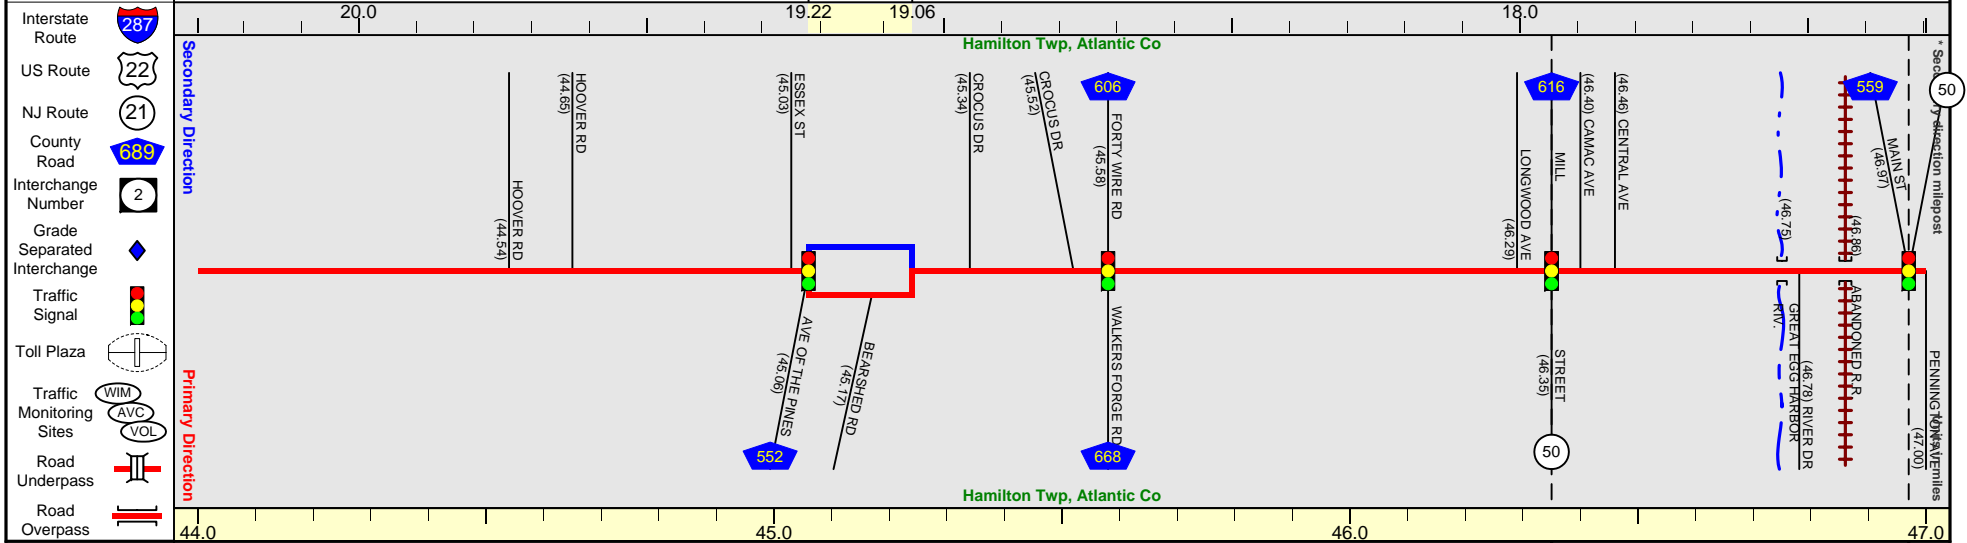 Interstate
Route
287
US Route
22
NJ Route
21
County
Road
689
Interchange
Number
2
Grade
Separated
Interchange
Traffic
Signal
Toll Plaza
Traffic
Monitoring
Sites
WIM
AVC
VOL
Road
Underpass
Road
Overpass
20.0
19.22
19.06
18.0
Secondary Direction
Primary Direction
Hamilton Twp, Atlantic Co
HOOVER RD
(44.54)
HOOVER RD
(44.65)
ESSEX ST
(45.03)
CROCUS DR
(45.34)
CROCUS DR
(45.52)
606
FORTY WIRE RD
(45.58)
LONGWOOD AVE
(46.29)
616
MILL
(46.40) CAMAC AVE
(46.46) CENTRAL AVE
(46.75)
(46.86)
559
MAIN ST
(46.97)
50
* Secondary direction milepost
AVE OF THE PINES
(45.06)
552
BEARSHED RD
(45.17)
WALKERS FORGE RD
668
STREET
(46.35)
50
GREAT EGG HARBOR
RIV.
(46.78) RIVER DR
ABANDONED R.R
PENNINGTON AVE
(47.00)
Units in miles
Hamilton Twp, Atlantic Co
44.0
45.0
46.0
47.0